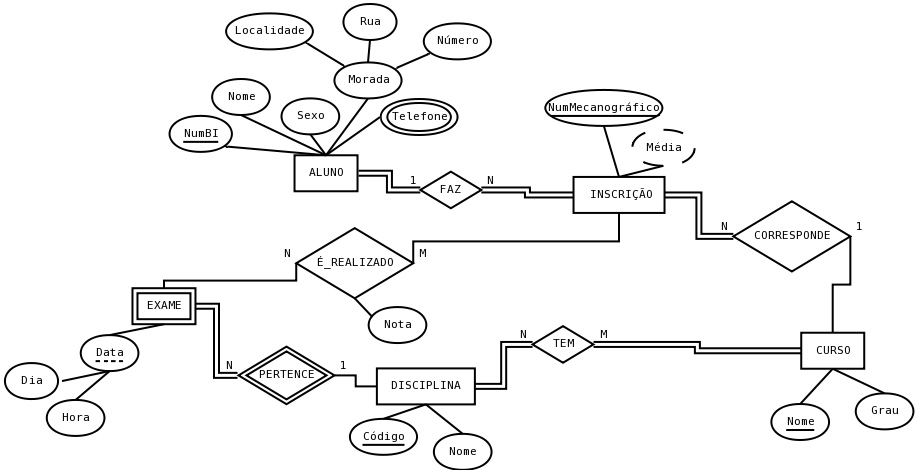 Rua
Localidade
Número
Morada
Nome
Sexo
Telefone
NumMecanográfico
NumBI
Média
ALUNO
1
FAZ
N
INSCRIÇÃO
N
CORRESPONDE
1
N
É_REALIZADO
M
EXAME
Nota
N
TEM
M
Data
CURSO
N
PERTENCE
1
DISCIPLINA
Dia
Hora
Código
Nome
Nome
Grau